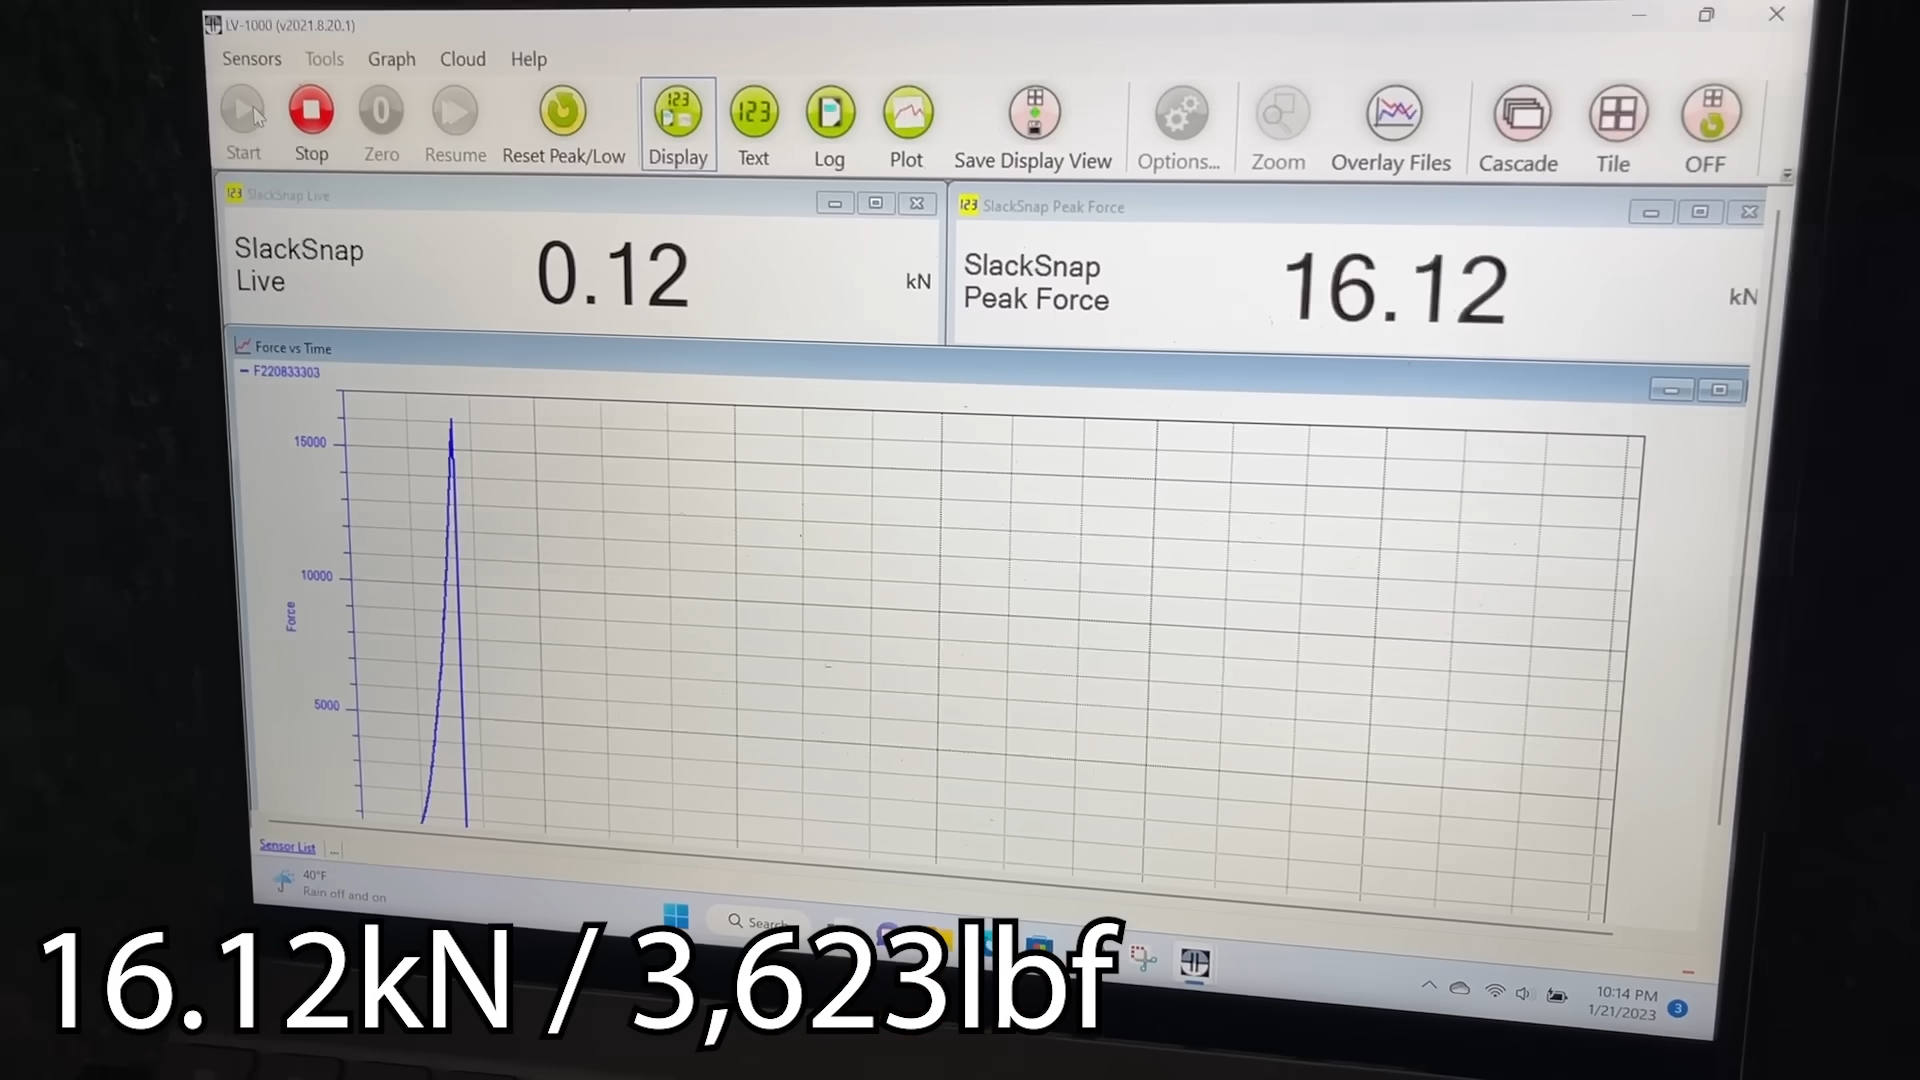 LV-1000 (v2021.8.20.1)
Sensors Tools Graph Cloud Help
Start Stop Zero Resume Reset Peak/Low Display Text Log Plot Save Display View Options... Zoom Overlay Files Cascade Tile OFF
SlackSnap Live
SlackSnap Peak Force
SlackSnap
Live
0.12
kN
SlackSnap
Peak Force
16.12
kN
Force vs Time
F220833303
15000
10000
5000
Force
Sensor List ...
40°F
Rain off and on
Search
10:14 PM
1/21/2023
3
16.12kN / 3,623lbf